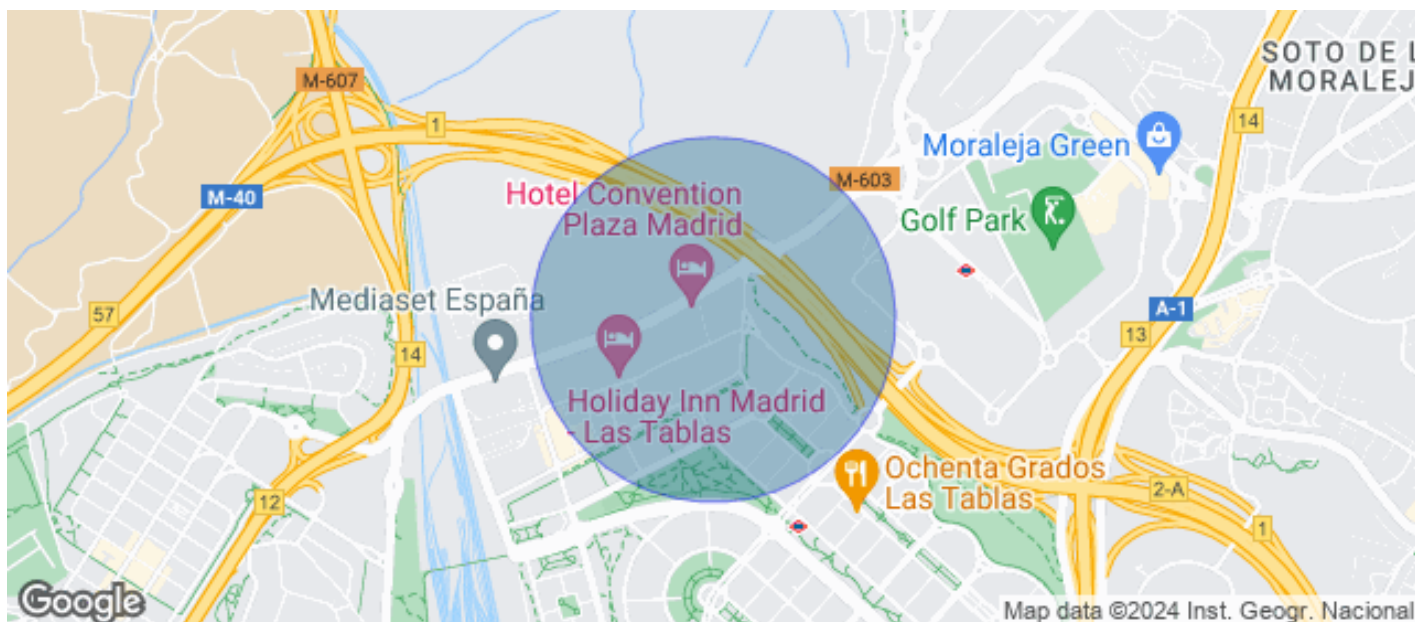 M-607
1
SOTO DE L
MORALEJ
14
Moraleja Green
M-603
M-40
Hotel Convention
Plaza Madrid
Golf Park
Mediaset España
57
A-1
13
14
Holiday Inn Madrid
- Las Tablas
Ochenta Grados
Las Tablas
2-A
12
1
Google
Map data ©2024 Inst. Geogr. Nacional